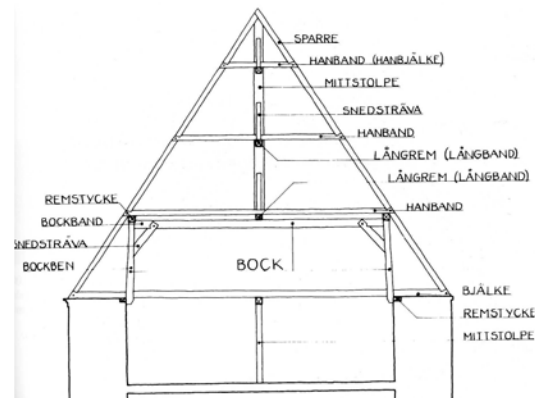 SPARRE
HANBAND (HANBJÄLKE)
MITTSTOLPE
SNEDSTRÄVA
HANBAND
LÅNGREM (LÅNGBAND)
LÅNGREM (LÅNGBAND)
REMSTYCKE
HANBAND
BOCKBAND
SNEDSTRÄVA
BOCKBEN
BOCK
BJÄLKE
REMSTYCKE
MITTSTOLPE